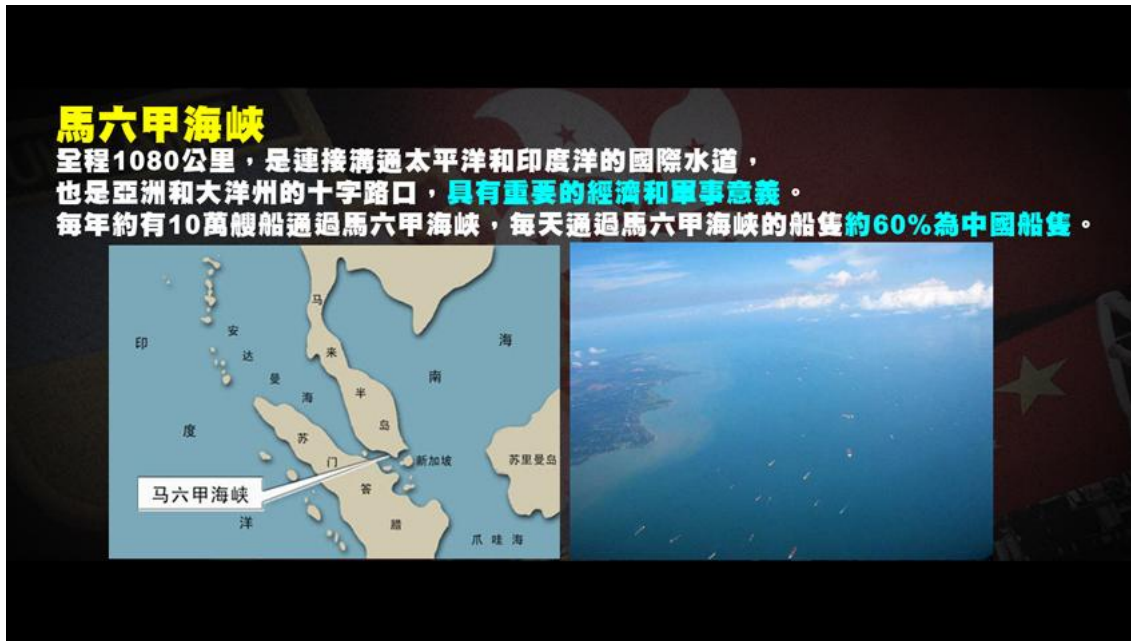 馬六甲海峽
全程1080公里，是連接溝通太平洋和印度洋的國際水道，
也是亞洲和大洋州的十字路口，具有重要的經濟和軍事意義。
每年約有10萬艘船通過馬六甲海峽，每天通過馬六甲海峽的船隻約60%為中國船隻。
印度洋
安达曼海
马来半岛
南海
苏门答腊
新加坡
苏里曼岛
马六甲海峡
爪哇海